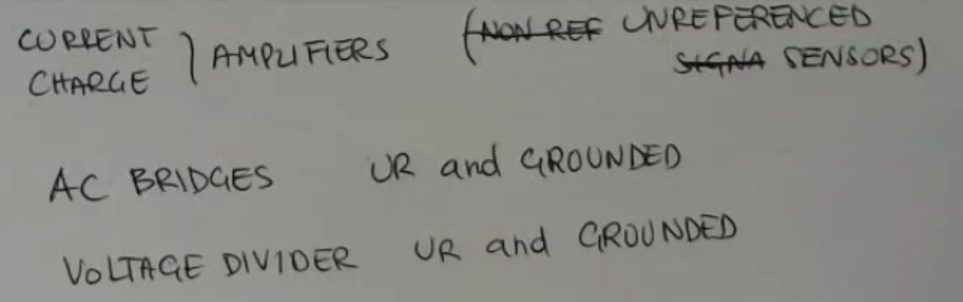 CURRENT
CHARGE } AMPLIFIERS (NON REF UNREFERENCED
SIGNA SENSORS)
AC BRIDGES UR and GROUNDED
VOLTAGE DIVIDER UR and GROUNDED